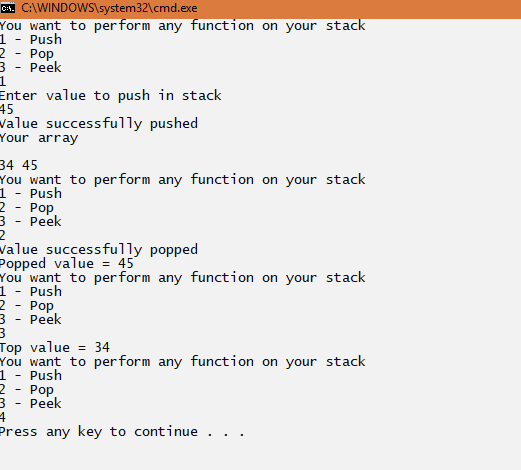 C:\WINDOWS\system32\cmd.exe
You want to perform any function on your stack
1 - Push
2 - Pop
3 - Peek
1
Enter value to push in stack
45
Value successfully pushed
Your array

34 45
You want to perform any function on your stack
1 - Push
2 - Pop
3 - Peek
2
Value successfully popped
Popped value = 45
You want to perform any function on your stack
1 - Push
2 - Pop
3 - Peek
3
Top value = 34
You want to perform any function on your stack
1 - Push
2 - Pop
3 - Peek
4
Press any key to continue . . .